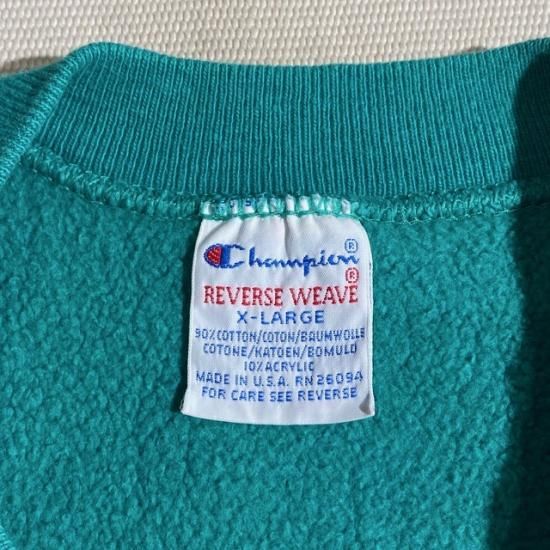 Champion ®
REVERSE WEAVE ®
X-LARGE
90% COTTON/COTON/BAUMWOLLE
COTONE/KATOEN/BOMULD
10% ACRYLIC
MADE IN U.S.A. RN 26094
FOR CARE SEE REVERSE